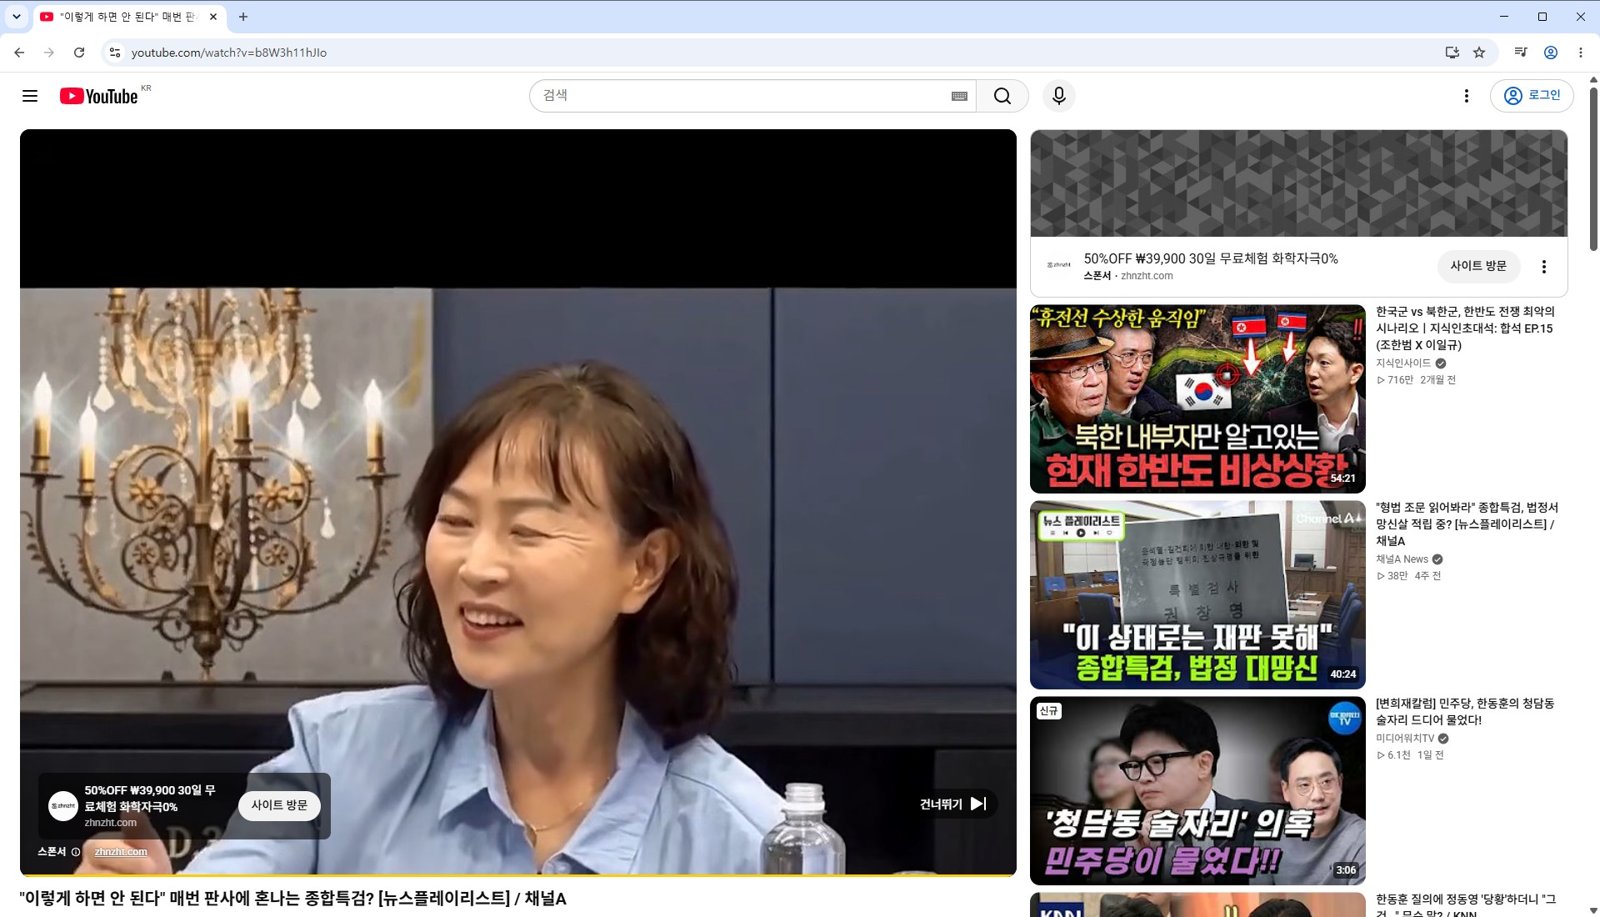 "이렇게 하면 안 된다" 매번 판
youtube.com/watch?v=b8W3h11hJIo
YouTube KR
검색
로그인
50%OFF ₩39,900 30일 무
료체험 화학자극0%
zhnzht.com
사이트 방문
스폰서
zhnzht.com
건너뛰기
"이렇게 하면 안 된다" 매번 판사에 혼나는 종합특검? [뉴스플레이리스트] / 채널A
zhnzht
50%OFF ₩39,900 30일 무료체험 화학자극0%
스폰서 · zhnzht.com
사이트 방문
"휴전선 수상한 움직임"
북한 내부자만 알고있는
현재 한반도 비상상황
54:21
한국군 vs 북한군, 한반도 전쟁 최악의
시나리오ㅣ지식인초대석: 합석 EP.15
(조한범 X 이일규)
지식인사이드
716만 2개월 전
뉴스 플레이리스트
Channel A
특별검사
권창영
"이 상태로는 재판 못해"
종합특검, 법정 대망신
40:24
"형법 조문 읽어봐라" 종합특검, 법정서
망신살 적립 중? [뉴스플레이리스트] /
채널A
채널A News
38만 4주 전
신규
미디어워치
TV
'청담동 술자리' 의혹
민주당이 물었다!!
3:06
[변희재칼럼] 민주당, 한동훈의 청담동
술자리 드디어 물었다!
미디어워치TV
6.1천 1일 전
KNN
한동훈 질의에 정동영 '당황'하더니 "그